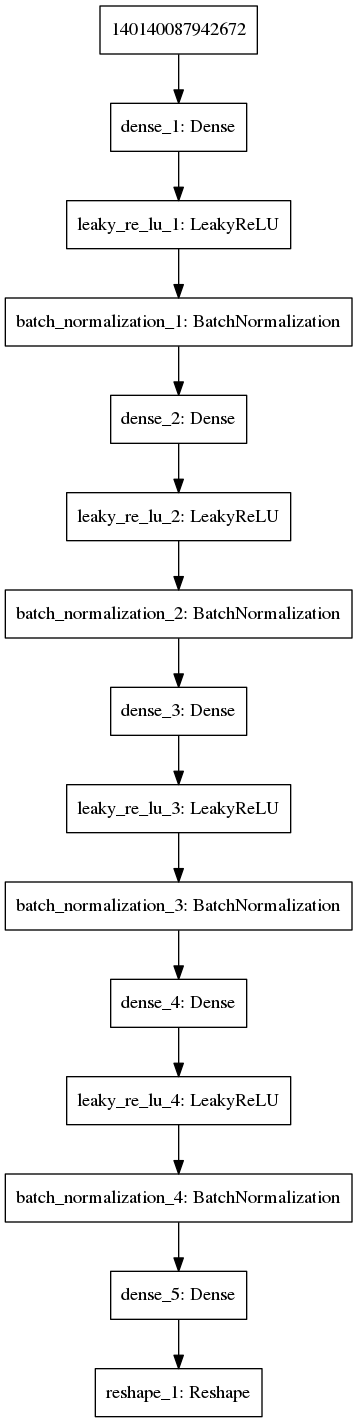 140140087942672
dense_1: Dense
leaky_re_lu_1: LeakyReLU
batch_normalization_1: BatchNormalization
dense_2: Dense
leaky_re_lu_2: LeakyReLU
batch_normalization_2: BatchNormalization
dense_3: Dense
leaky_re_lu_3: LeakyReLU
batch_normalization_3: BatchNormalization
dense_4: Dense
leaky_re_lu_4: LeakyReLU
batch_normalization_4: BatchNormalization
dense_5: Dense
reshape_1: Reshape